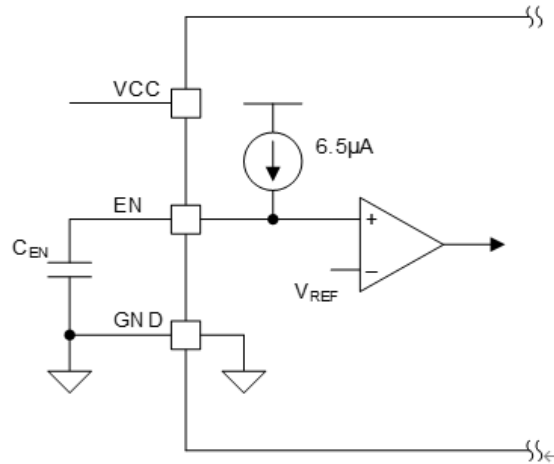 VCC
6.5µA
EN
+
CEN
−
VREF
GND